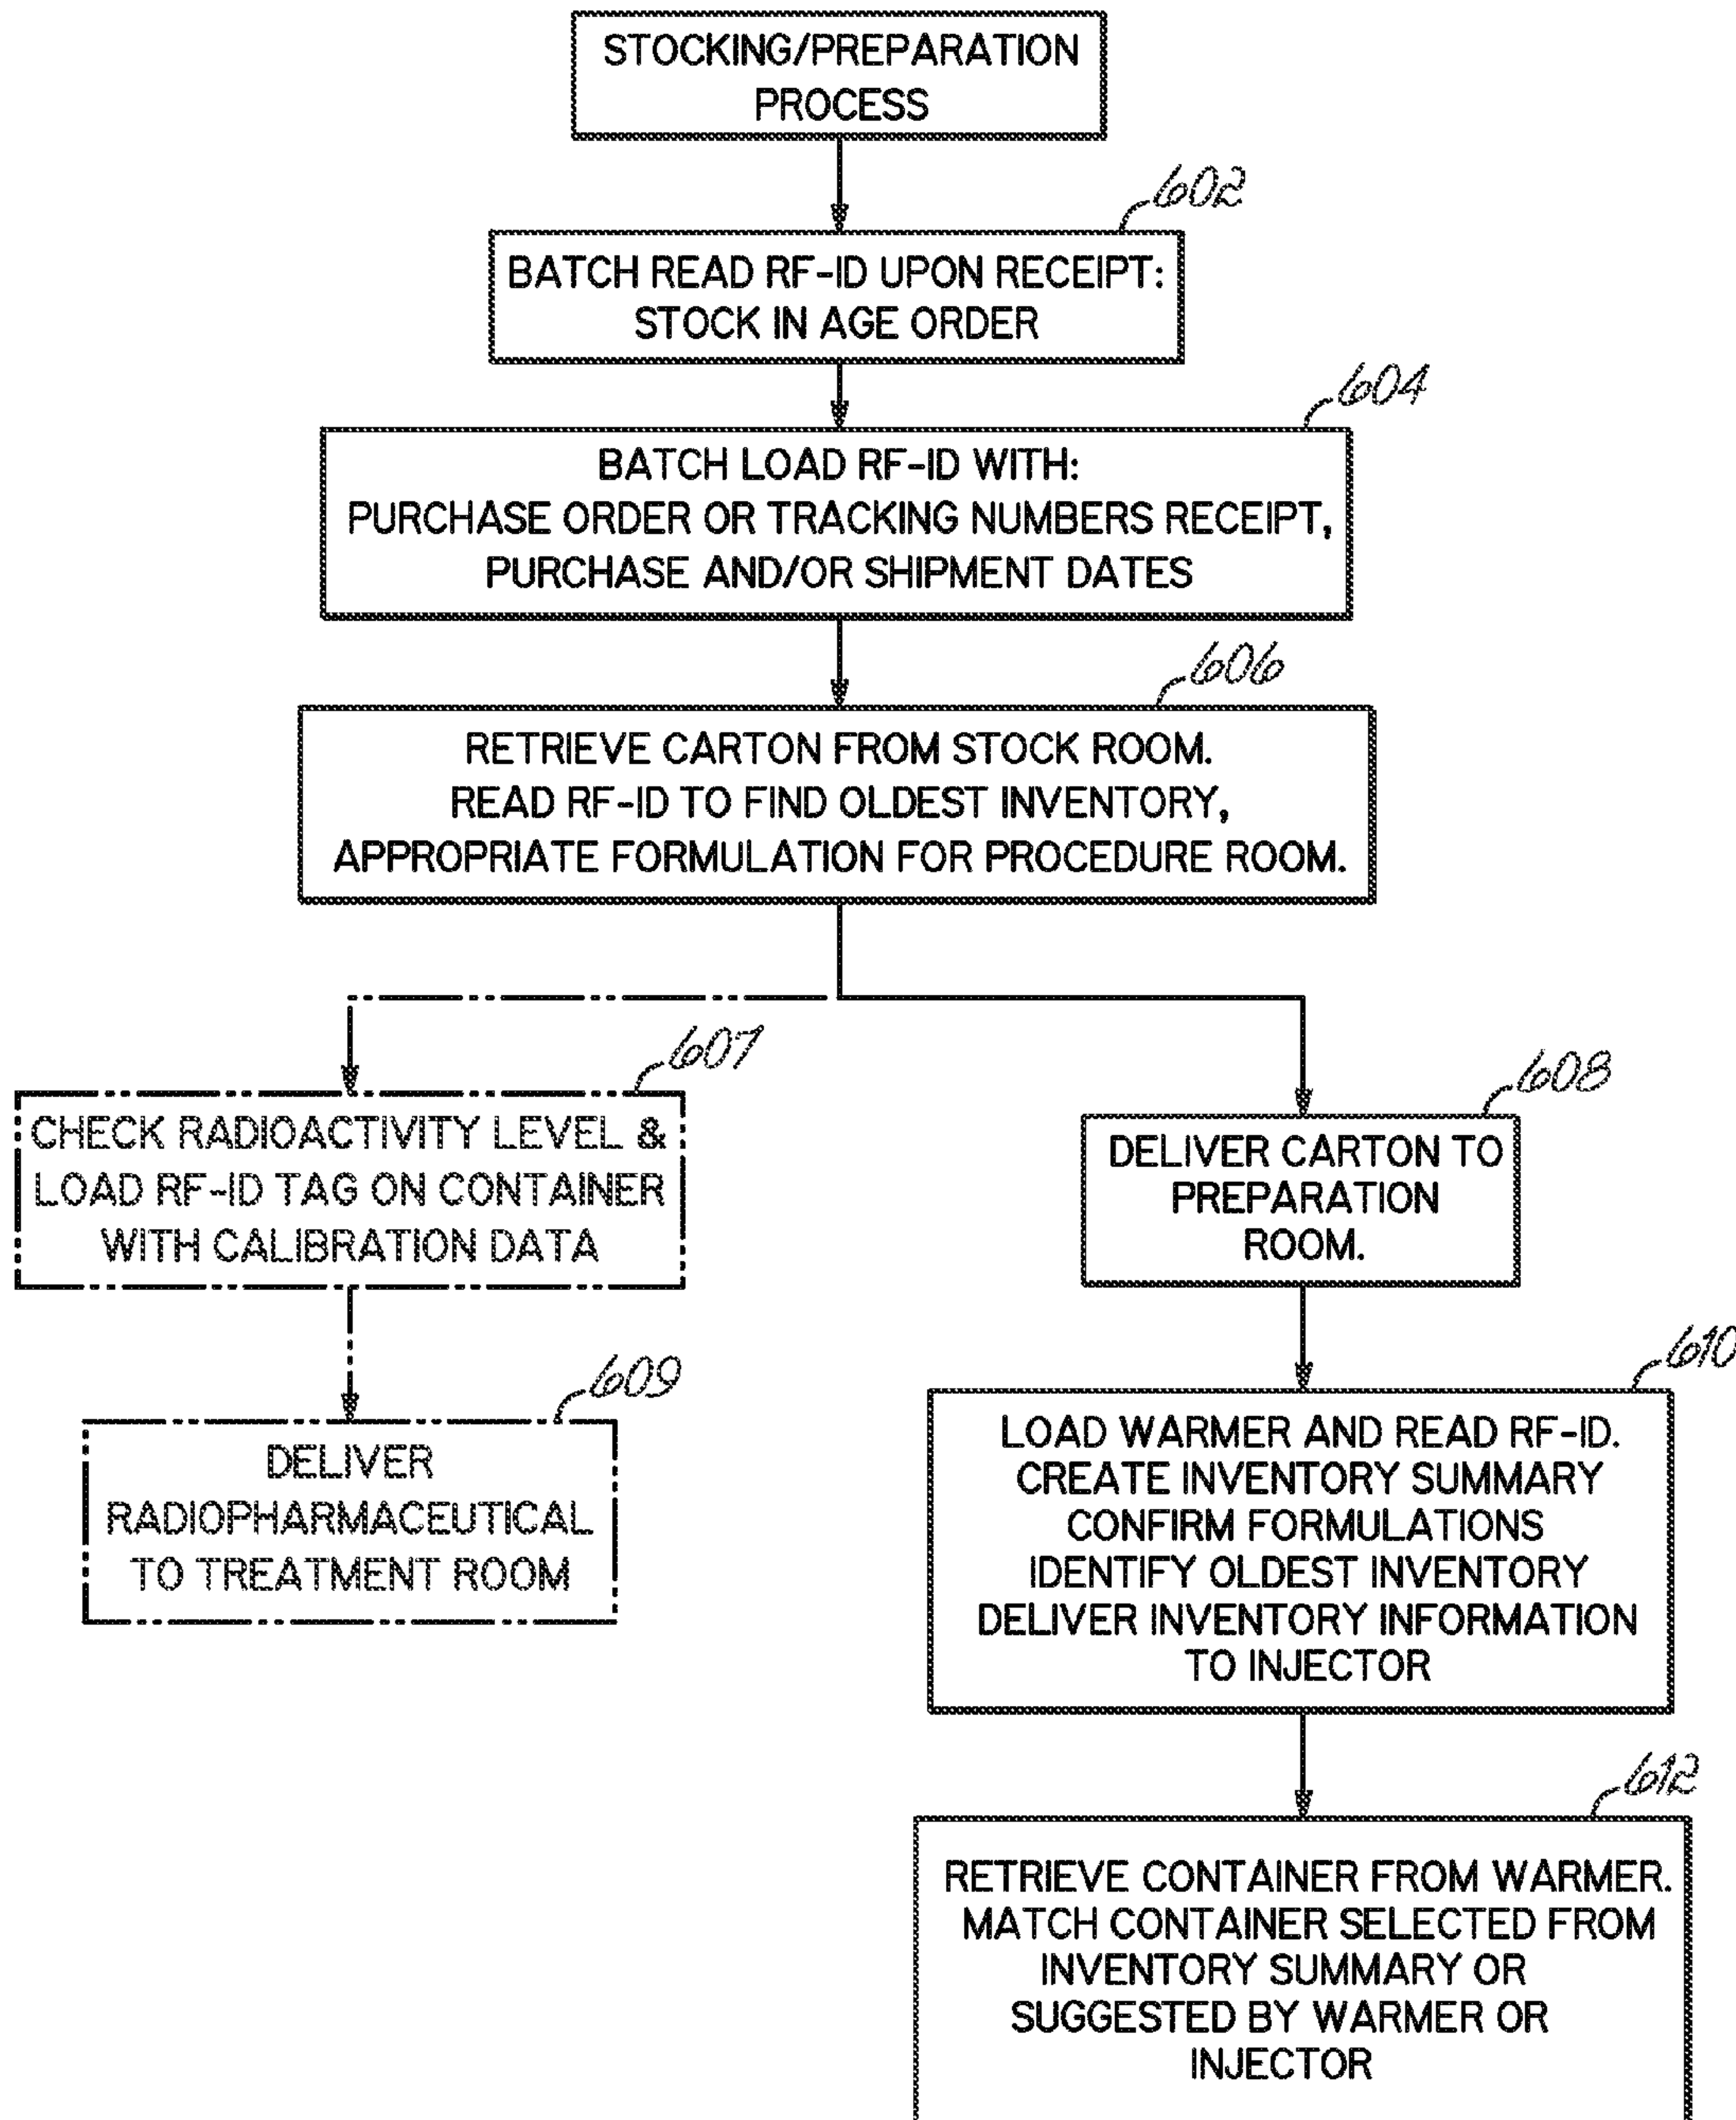 STOCKING/PREPARATION
PROCESS
602
BATCH READ RF-ID UPON RECEIPT:
STOCK IN AGE ORDER
604
BATCH LOAD RF-ID WITH:
PURCHASE ORDER OR TRACKING NUMBERS RECEIPT,
PURCHASE AND/OR SHIPMENT DATES
606
RETRIEVE CARTON FROM STOCK ROOM.
READ RF-ID TO FIND OLDEST INVENTORY,
APPROPRIATE FORMULATION FOR PROCEDURE ROOM.
607
CHECK RADIOACTIVITY LEVEL &
LOAD RF-ID TAG ON CONTAINER
WITH CALIBRATION DATA
608
DELIVER CARTON TO
PREPARATION
ROOM.
609
DELIVER
RADIOPHARMACEUTICAL
TO TREATMENT ROOM
610
LOAD WARMER AND READ RF-ID.
CREATE INVENTORY SUMMARY
CONFIRM FORMULATIONS
IDENTIFY OLDEST INVENTORY
DELIVER INVENTORY INFORMATION
TO INJECTOR
612
RETRIEVE CONTAINER FROM WARMER.
MATCH CONTAINER SELECTED FROM
INVENTORY SUMMARY OR
SUGGESTED BY WARMER OR
INJECTOR